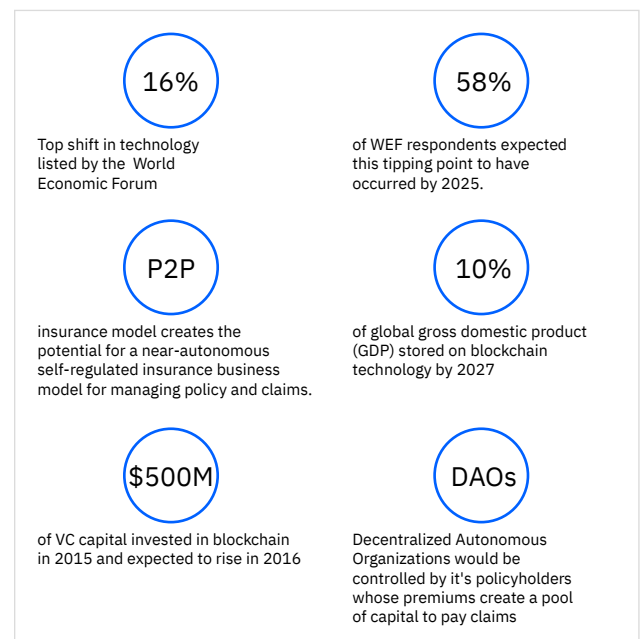 16%
Top shift in technology
listed by the World
Economic Forum
58%
of WEF respondents expected
this tipping point to have
occurred by 2025.
P2P
insurance model creates the
potential for a near-autonomous
self-regulated insurance business
model for managing policy and claims.
10%
of global gross domestic product
(GDP) stored on blockchain
technology by 2027
$500M
of VC capital invested in blockchain
in 2015 and expected to rise in 2016
DAOs
Decentralized Autonomous
Organizations would be
controlled by it's policyholders
whose premiums create a pool
of capital to pay claims